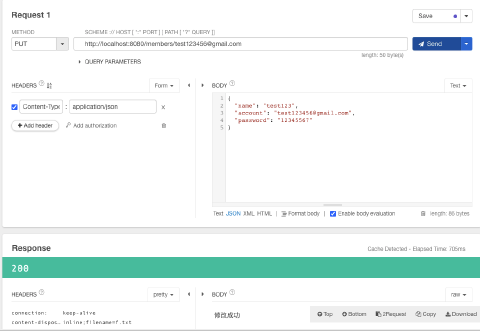 Request 1
Save
METHOD
SCHEME :// HOST [ ":" PORT ] [ PATH [ "?" QUERY ]]
PUT
http://localhost:8080/members/test123456@gmail.com
Send
length: 50 byte(s)
QUERY PARAMETERS
HEADERS
Form
BODY
Text
Content-Type : application/json x
Add header
Add authorization
1 {
2 "name": "test123",
3 "account": "test123456@gmail.com",
4 "password": "12345567"
5 }
Text JSON XML HTML | Format body | Enable body evaluation
length: 86 bytes
Response
Cache Detected - Elapsed Time: 705ms
200
HEADERS
pretty
BODY
raw
connection: keep-alive
content-dispos… inline;filename=f.txt
修改成功
Top
Bottom
2Request
Copy
Download